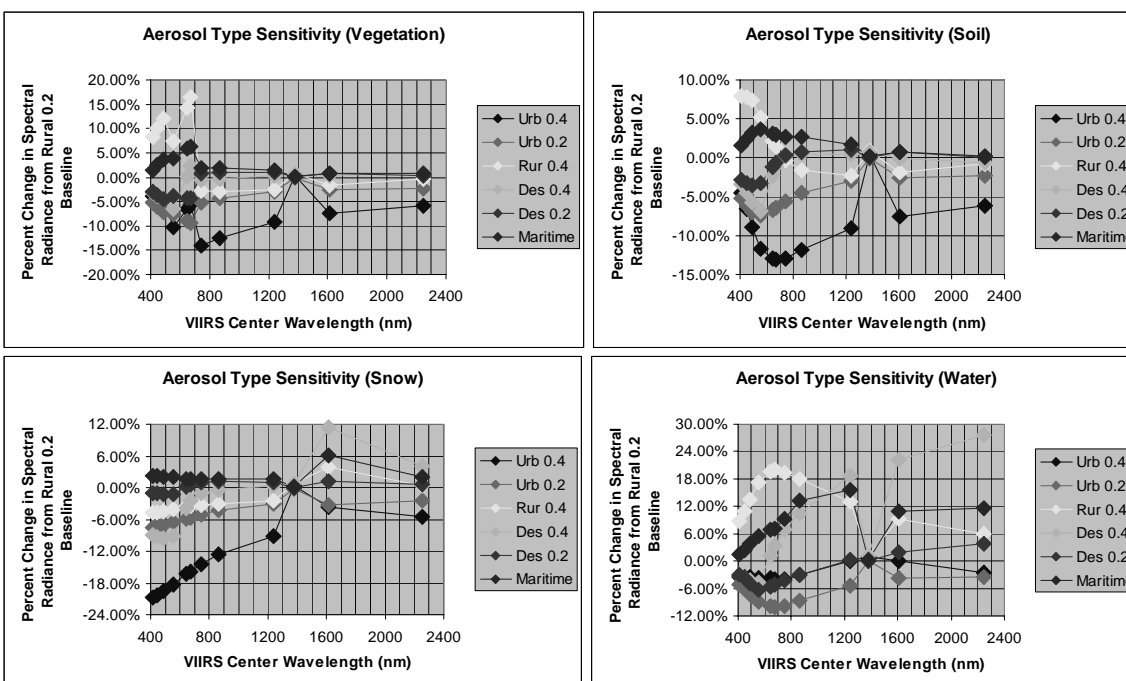 Aerosol Type Sensitivity (Vegetation)
Percent Change in Spectral
Radiance from Rural 0.2
Baseline
20.00%
15.00%
10.00%
5.00%
0.00%
-5.00%
-10.00%
-15.00%
-20.00%
400 800 1200 1600 2000 2400
VIIRS Center Wavelength (nm)
Urb 0.4
Urb 0.2
Rur 0.4
Des 0.4
Des 0.2
Maritime
Aerosol Type Sensitivity (Soil)
Percent Change in Spectral
Radiance from Rural 0.2
Baseline
10.00%
5.00%
0.00%
-5.00%
-10.00%
-15.00%
400 800 1200 1600 2000 2400
VIIRS Center Wavelength (nm)
Urb 0.4
Urb 0.2
Rur 0.4
Des 0.4
Des 0.2
Maritime
Aerosol Type Sensitivity (Snow)
Percent Change in Spectral
Radiance from Rural 0.2
Baseline
12.00%
6.00%
0.00%
-6.00%
-12.00%
-18.00%
-24.00%
400 800 1200 1600 2000 2400
VIIRS Center Wavelength (nm)
Urb 0.4
Urb 0.2
Rur 0.4
Des 0.4
Des 0.2
Maritime
Aerosol Type Sensitivity (Water)
Percent Change in Spectral
Radiance from Rural 0.2
Baseline
30.00%
24.00%
18.00%
12.00%
6.00%
0.00%
-6.00%
-12.00%
400 800 1200 1600 2000 2400
VIIRS Center Wavelength (nm)
Urb 0.4
Urb 0.2
Rur 0.4
Des 0.4
Des 0.2
Maritime